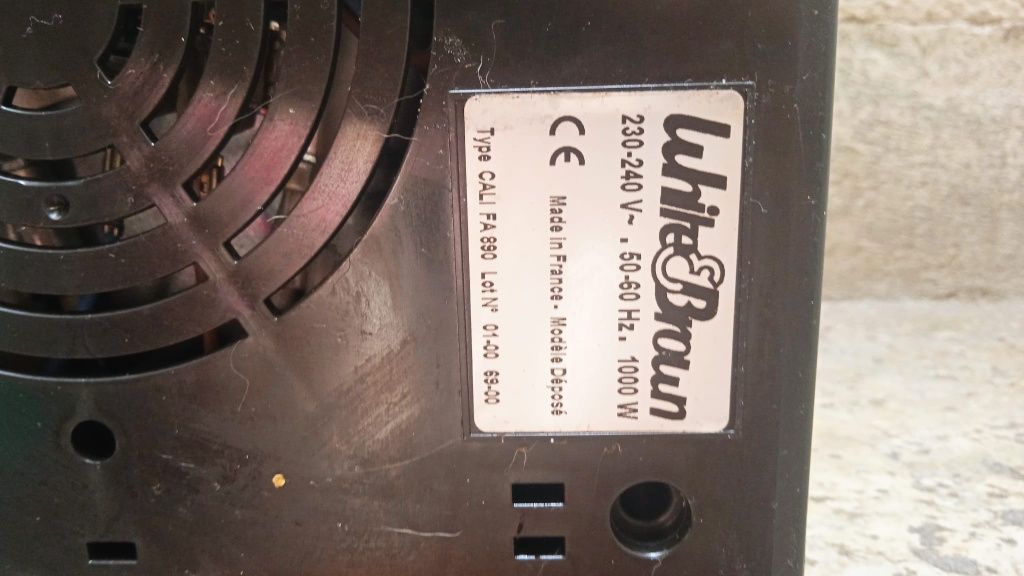 White&Brown
230-240 V~ . 50-60 Hz. 1000 W
CE Made in France - Modèle Déposé
Type CALI FA 890 Lot N° 01-00 69-00